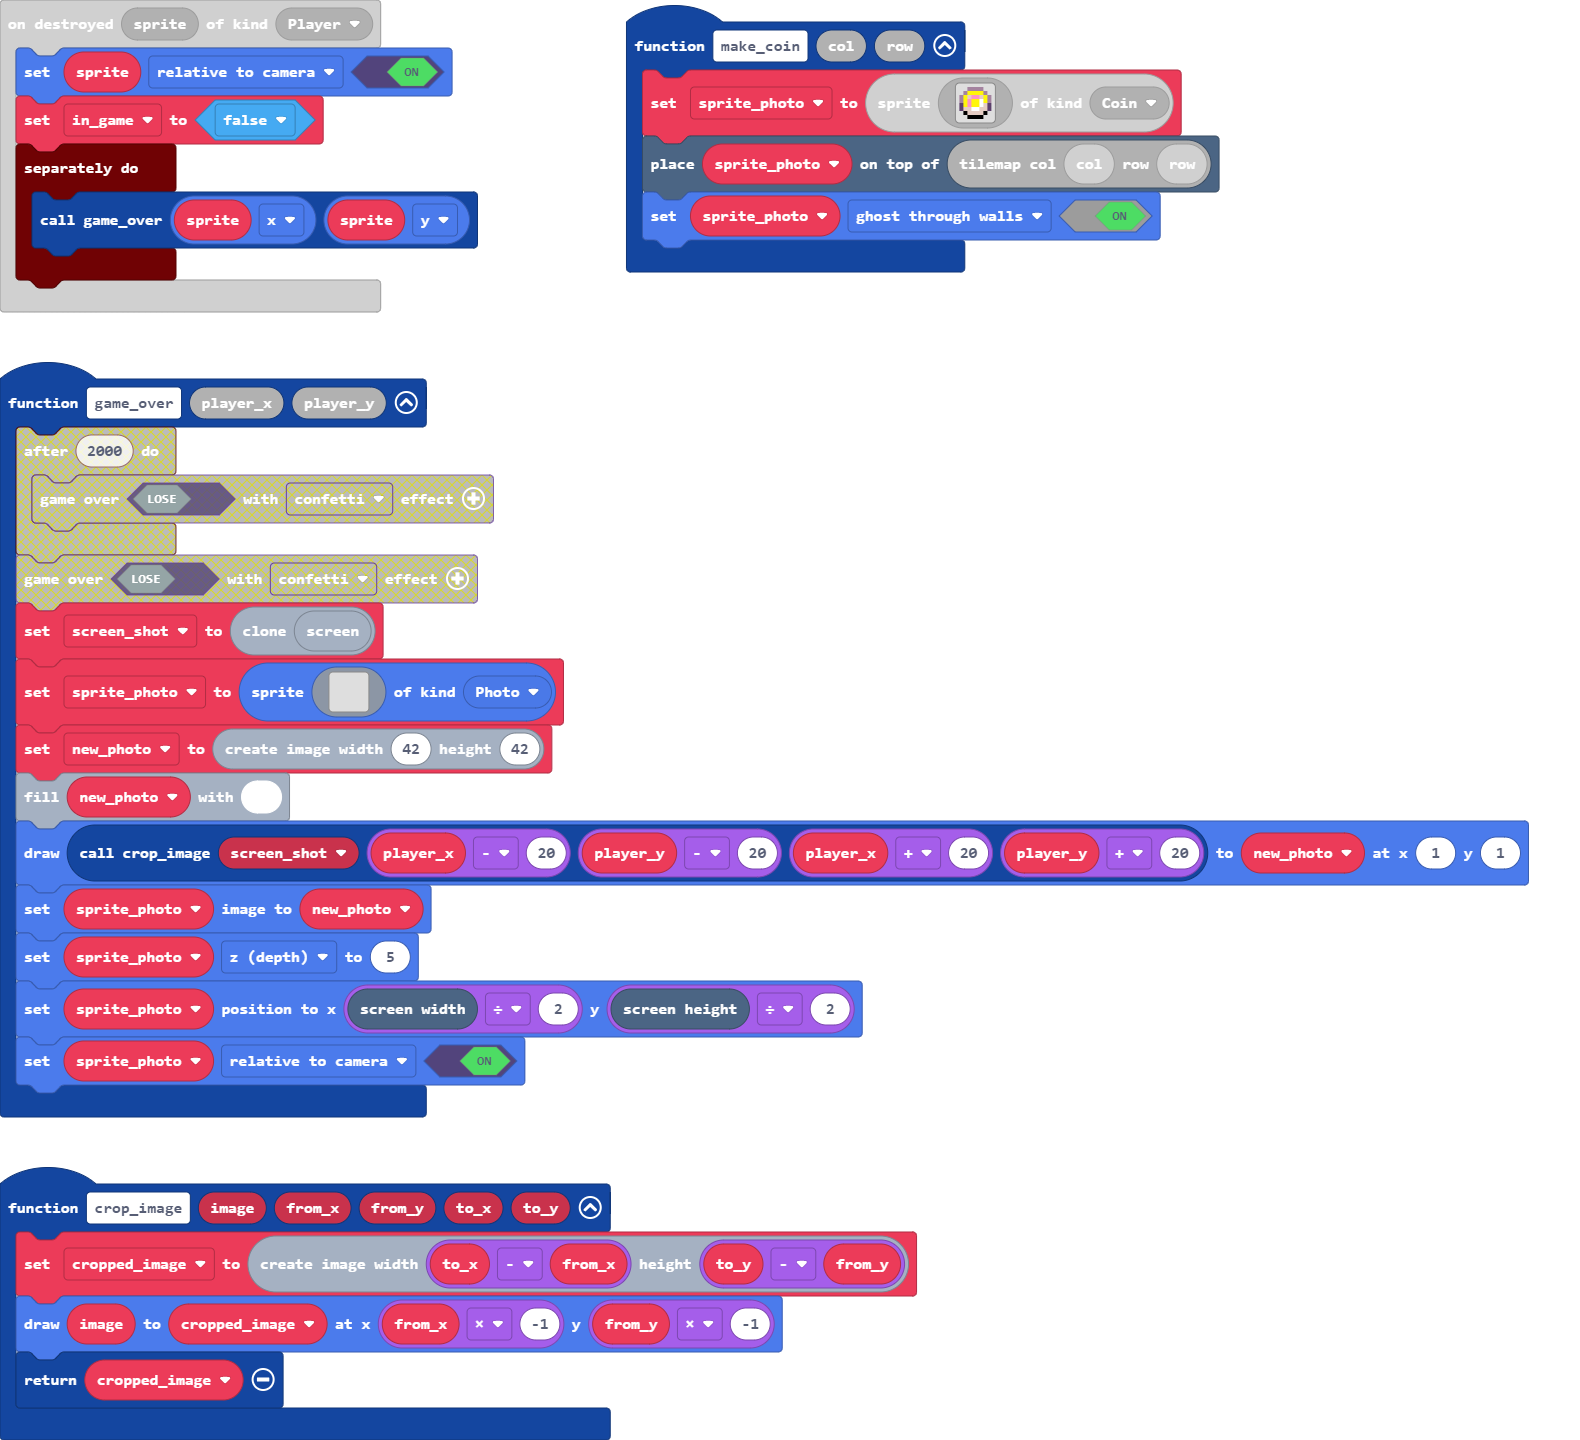 on destroyed sprite of kind Player
set sprite relative to camera ON
set in_game to false
separately do
call game_over sprite x sprite y
function make_coin col row
set sprite_photo to sprite of kind Coin
place sprite_photo on top of tilemap col col row row
set sprite_photo ghost through walls ON
function game_over player_x player_y
after 2000 do
game over LOSE with confetti effect
game over LOSE with confetti effect
set screen_shot to clone screen
set sprite_photo to sprite of kind Photo
set new_photo to create image width 42 height 42
fill new_photo with
draw call crop_image screen_shot player_x - 20 player_y - 20 player_x + 20 player_y + 20 to new_photo at x 1 y 1
set sprite_photo image to new_photo
set sprite_photo z (depth) to 5
set sprite_photo position to x screen width ÷ 2 y screen height ÷ 2
set sprite_photo relative to camera ON
function crop_image image from_x from_y to_x to_y
set cropped_image to create image width to_x - from_x height to_y - from_y
draw image to cropped_image at x from_x × -1 y from_y × -1
return cropped_image